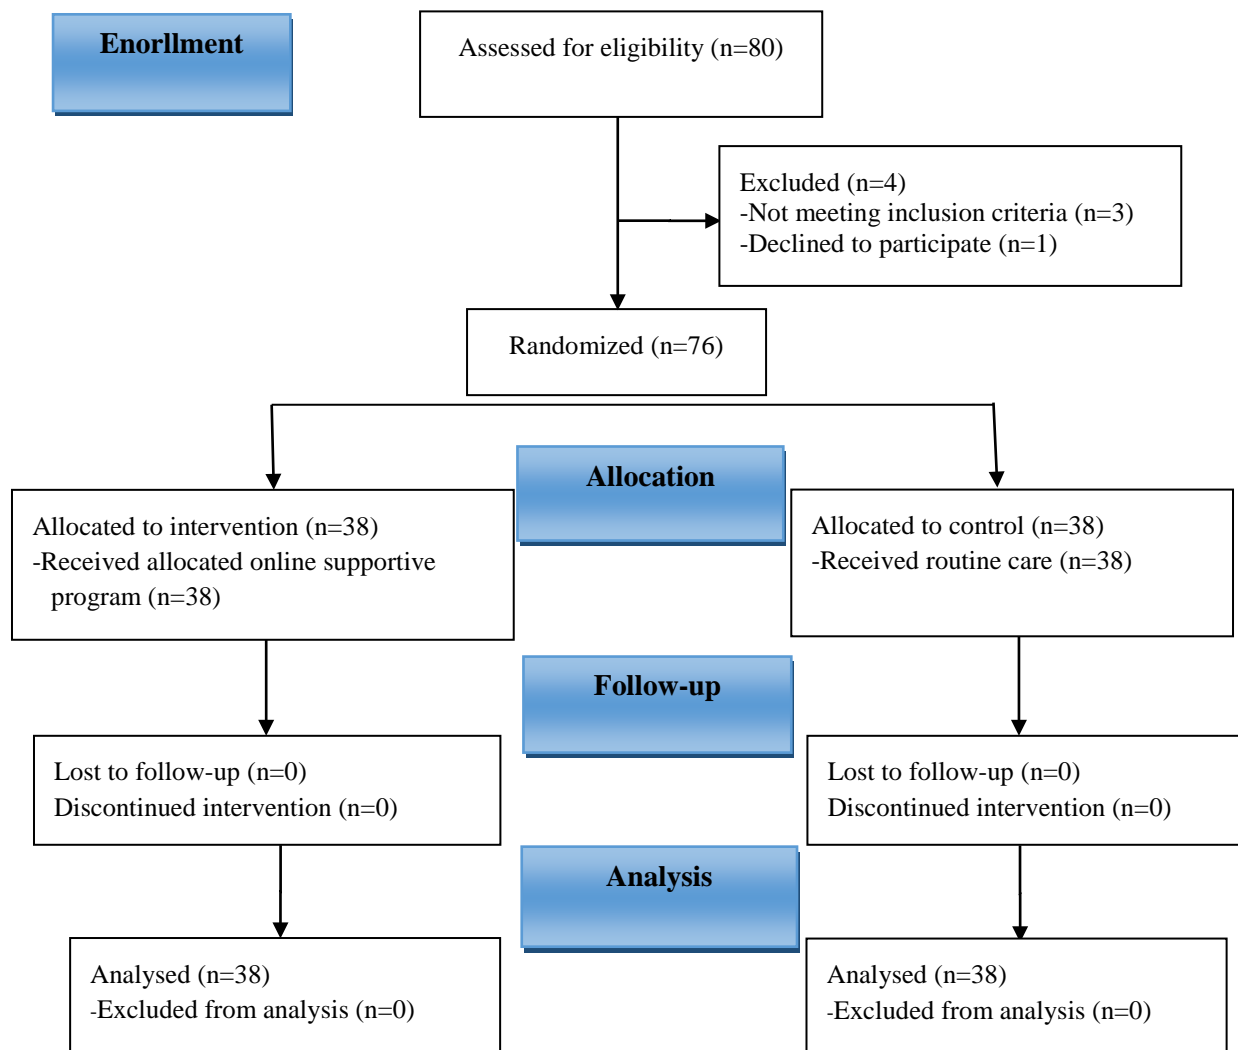 Enorllment
Assessed for eligibility (n=80)
Excluded (n=4)
-Not meeting inclusion criteria (n=3)
-Declined to participate (n=1)
Randomized (n=76)
Allocation
Allocated to intervention (n=38)
-Received allocated online supportive
program (n=38)
Allocated to control (n=38)
-Received routine care (n=38)
Follow-up
Lost to follow-up (n=0)
Discontinued intervention (n=0)
Lost to follow-up (n=0)
Discontinued intervention (n=0)
Analysis
Analysed (n=38)
-Excluded from analysis (n=0)
Analysed (n=38)
-Excluded from analysis (n=0)